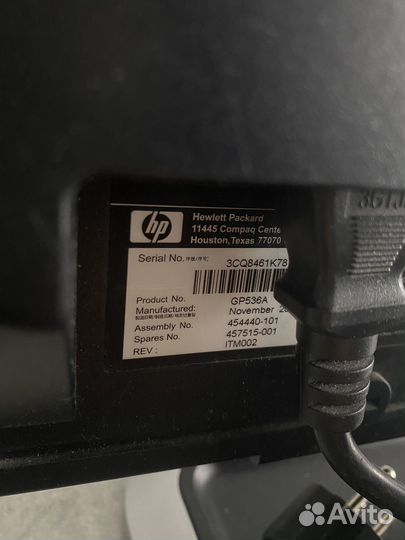 hp
Hewlett Packard
11445 Compaq Cente
Houston, Texas 77070
Serial No.
3CQ8461K78
Product No. GP536A
Manufactured: November 20
Assembly No. 454440-101
Spares No. 457515-001
REV : ITM002
Avito